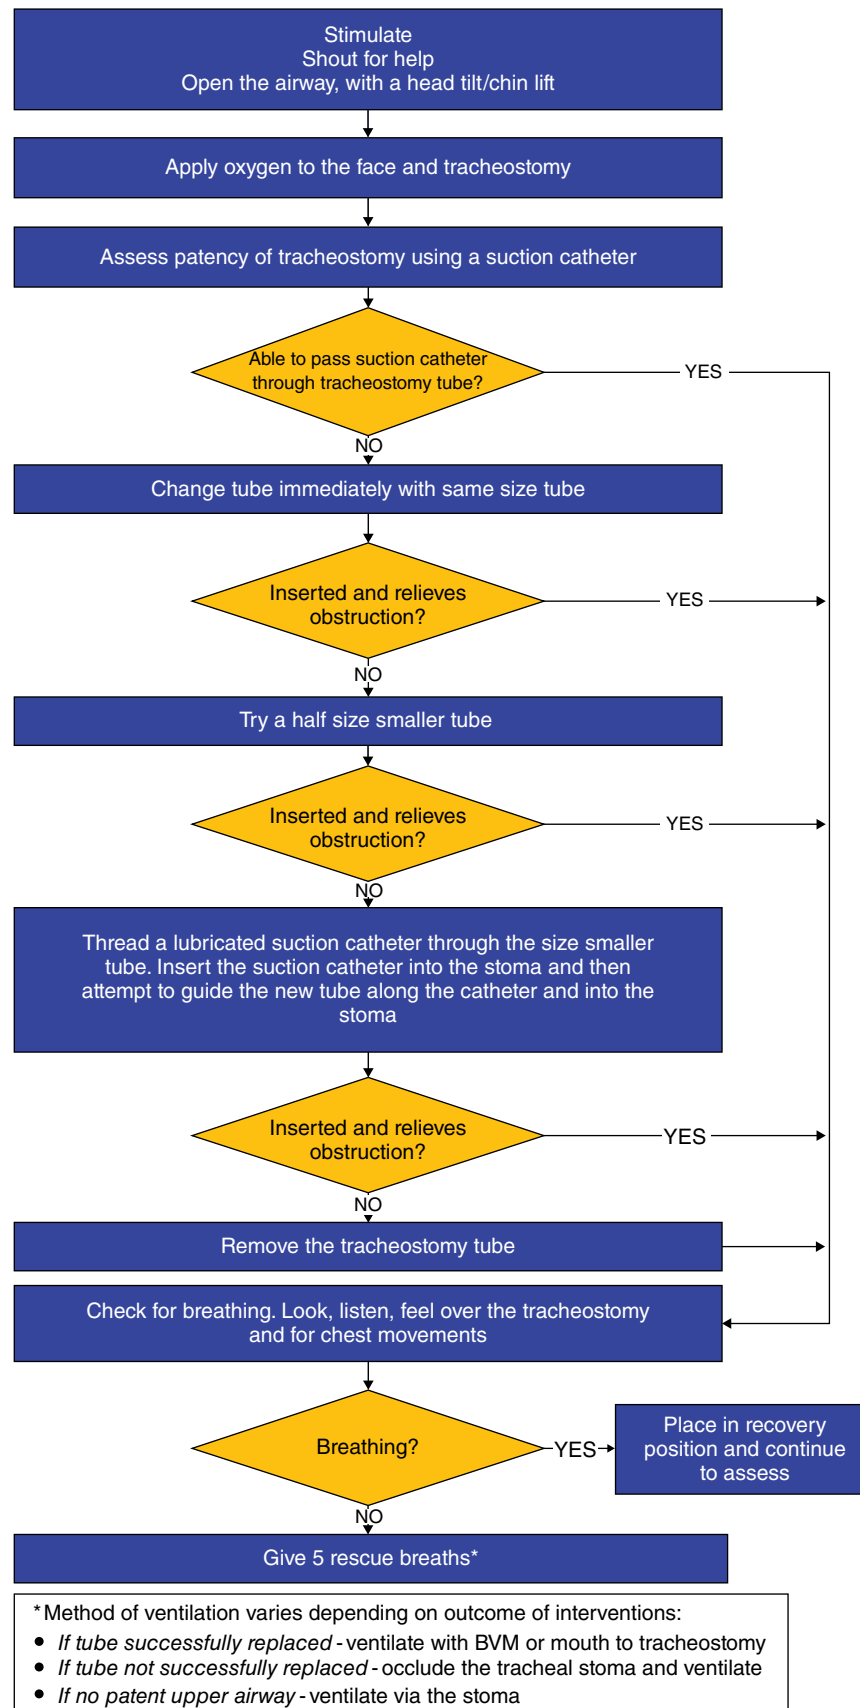 Stimulate
Shout for help
Open the airway, with a head tilt/chin lift
Apply oxygen to the face and tracheostomy
Assess patency of tracheostomy using a suction catheter
Able to pass suction catheter
through tracheostomy tube?
YES
NO
Change tube immediately with same size tube
Inserted and relieves
obstruction?
YES
NO
Try a half size smaller tube
Inserted and relieves
obstruction?
YES
NO
Thread a lubricated suction catheter through the size smaller
tube. Insert the suction catheter into the stoma and then
attempt to guide the new tube along the catheter and into the
stoma
Inserted and relieves
obstruction?
YES
NO
Remove the tracheostomy tube
Check for breathing. Look, listen, feel over the tracheostomy
and for chest movements
Breathing?
YES
Place in recovery
position and continue
to assess
NO
Give 5 rescue breaths*
*Method of ventilation varies depending on outcome of interventions:
• If tube successfully replaced - ventilate with BVM or mouth to tracheostomy
• If tube not successfully replaced - occlude the tracheal stoma and ventilate
• If no patent upper airway - ventilate via the stoma